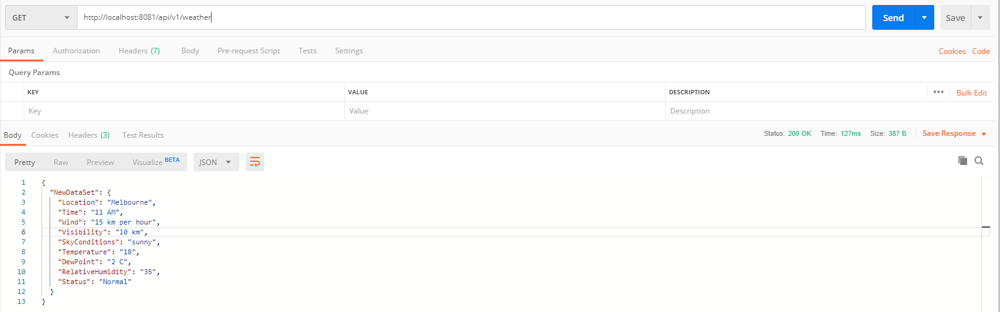 GET http://localhost:8081/api/v1/weather Send Save
Params Authorization Headers (7) Body Pre-request Script Tests Settings Cookies Code
Query Params
KEY VALUE DESCRIPTION ••• Bulk Edit
Key Value Description
Body Cookies Headers (3) Test Results Status: 200 OK Time: 127ms Size: 387 B Save Response
Pretty Raw Preview Visualize BETA JSON
1 {
2 "NewDataSet": {
3 "Location": "Melbourne",
4 "Time": "11 AM",
5 "Wind": "15 km per hour",
6 "Visibility": "10 km",
7 "SkyConditions": "sunny",
8 "Temperature": "18",
9 "DewPoint": "2 C",
10 "RelativeHumidity": "35",
11 "Status": "Normal"
12 }
13 }